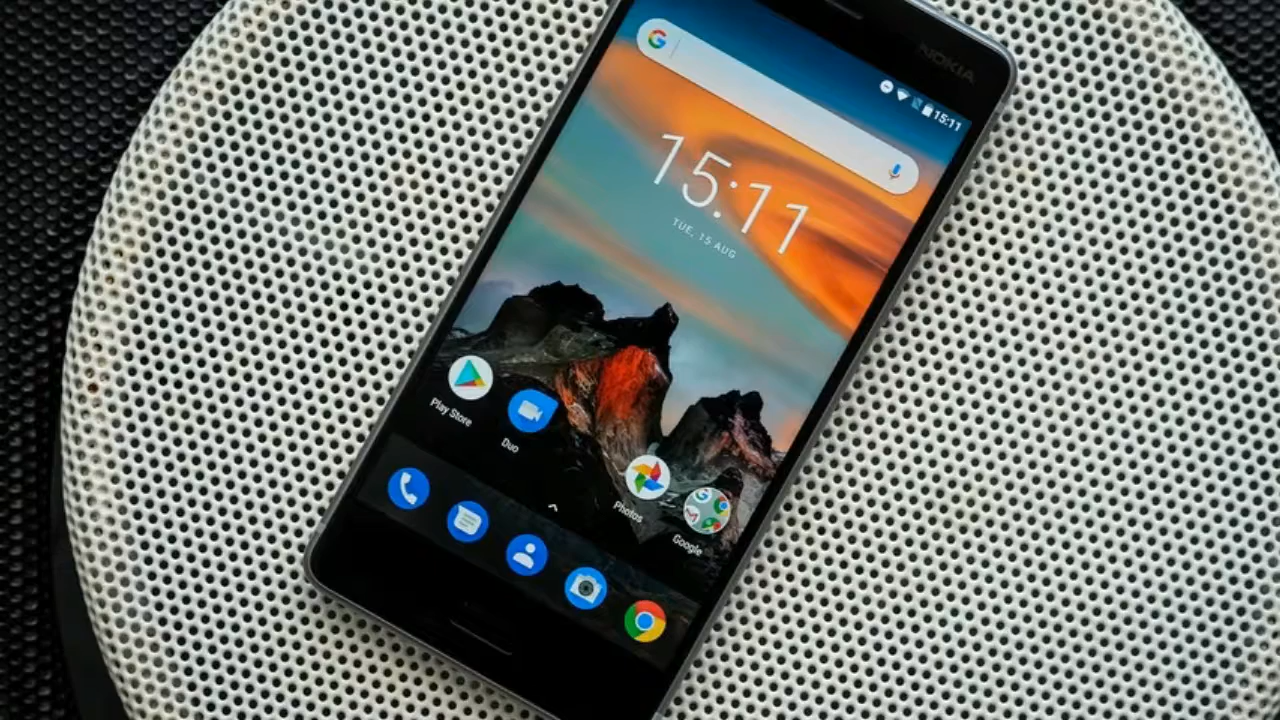 NOKIA
15:11
15:11
TUE, 15 AUG
Play Store
Duo
Photos
Google